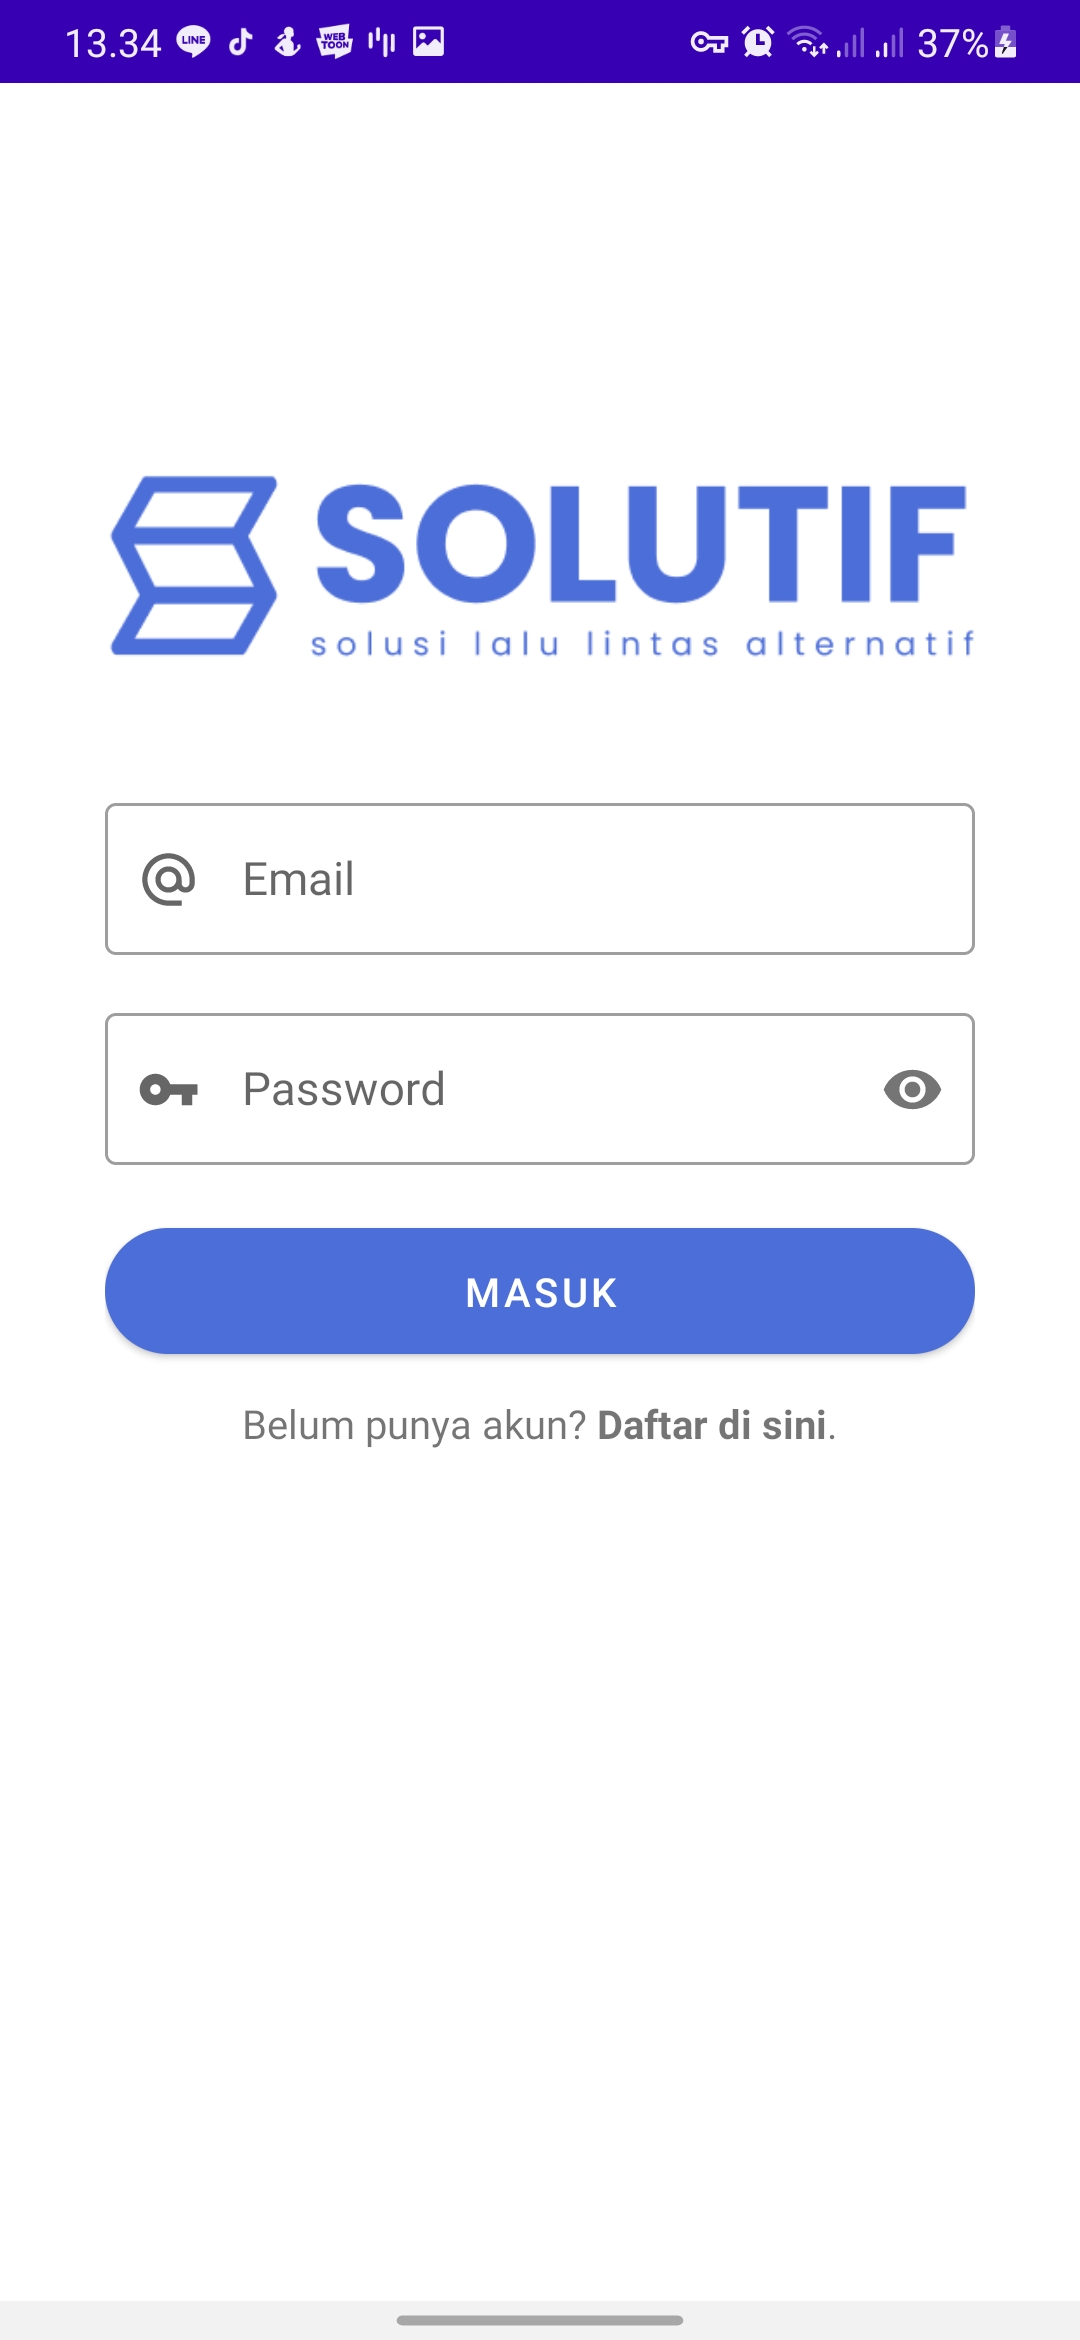 13.34 LINE WEB TOON 37%
SOLUTIF
solusi lalu lintas alternatif
Email
Password
MASUK
Belum punya akun? Daftar di sini.